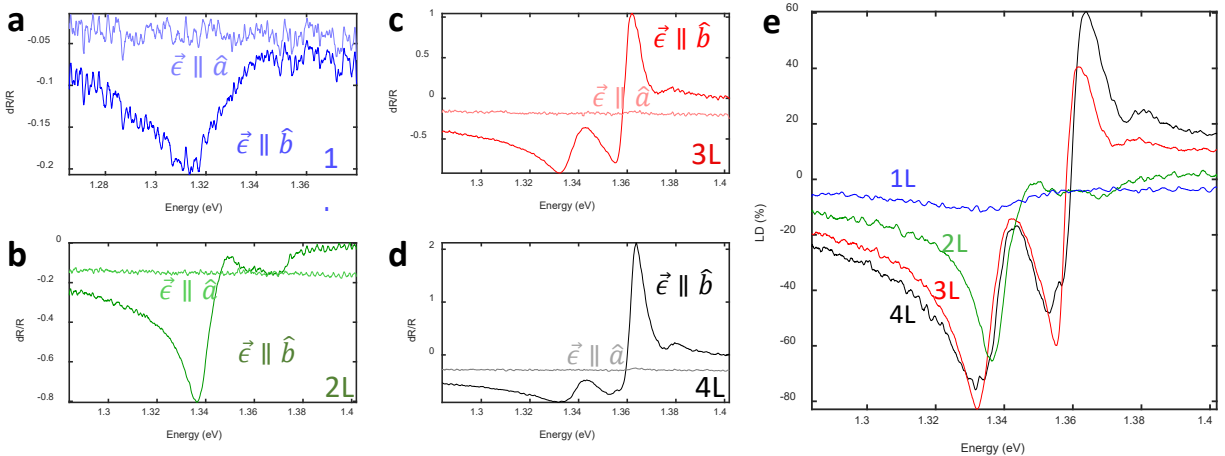 a
-0.05
-0.1
-0.15
-0.2
dR/R
1.28
1.3
1.32
1.34
1.36
Energy (eV)
ϵ⃗ ∥ â
ϵ⃗ ∥ b̂
1
b
0
-0.2
-0.4
-0.6
-0.8
dR/R
1.3
1.32
1.34
1.36
1.38
1.4
Energy (eV)
ϵ⃗ ∥ â
ϵ⃗ ∥ b̂
2L
c
1
0.5
0
-0.5
dR/R
1.3
1.32
1.34
1.36
1.38
1.4
Energy (eV)
ϵ⃗ ∥ b̂
ϵ⃗ ∥ â
3L
d
2
1
0
dR/R
1.3
1.32
1.34
1.36
1.38
1.4
Energy (eV)
ϵ⃗ ∥ b̂
ϵ⃗ ∥ â
4L
e
60
40
20
0
-20
-40
-60
-80
LD (%)
1.3
1.32
1.34
1.36
1.38
1.4
Energy (eV)
1L
2L
3L
4L